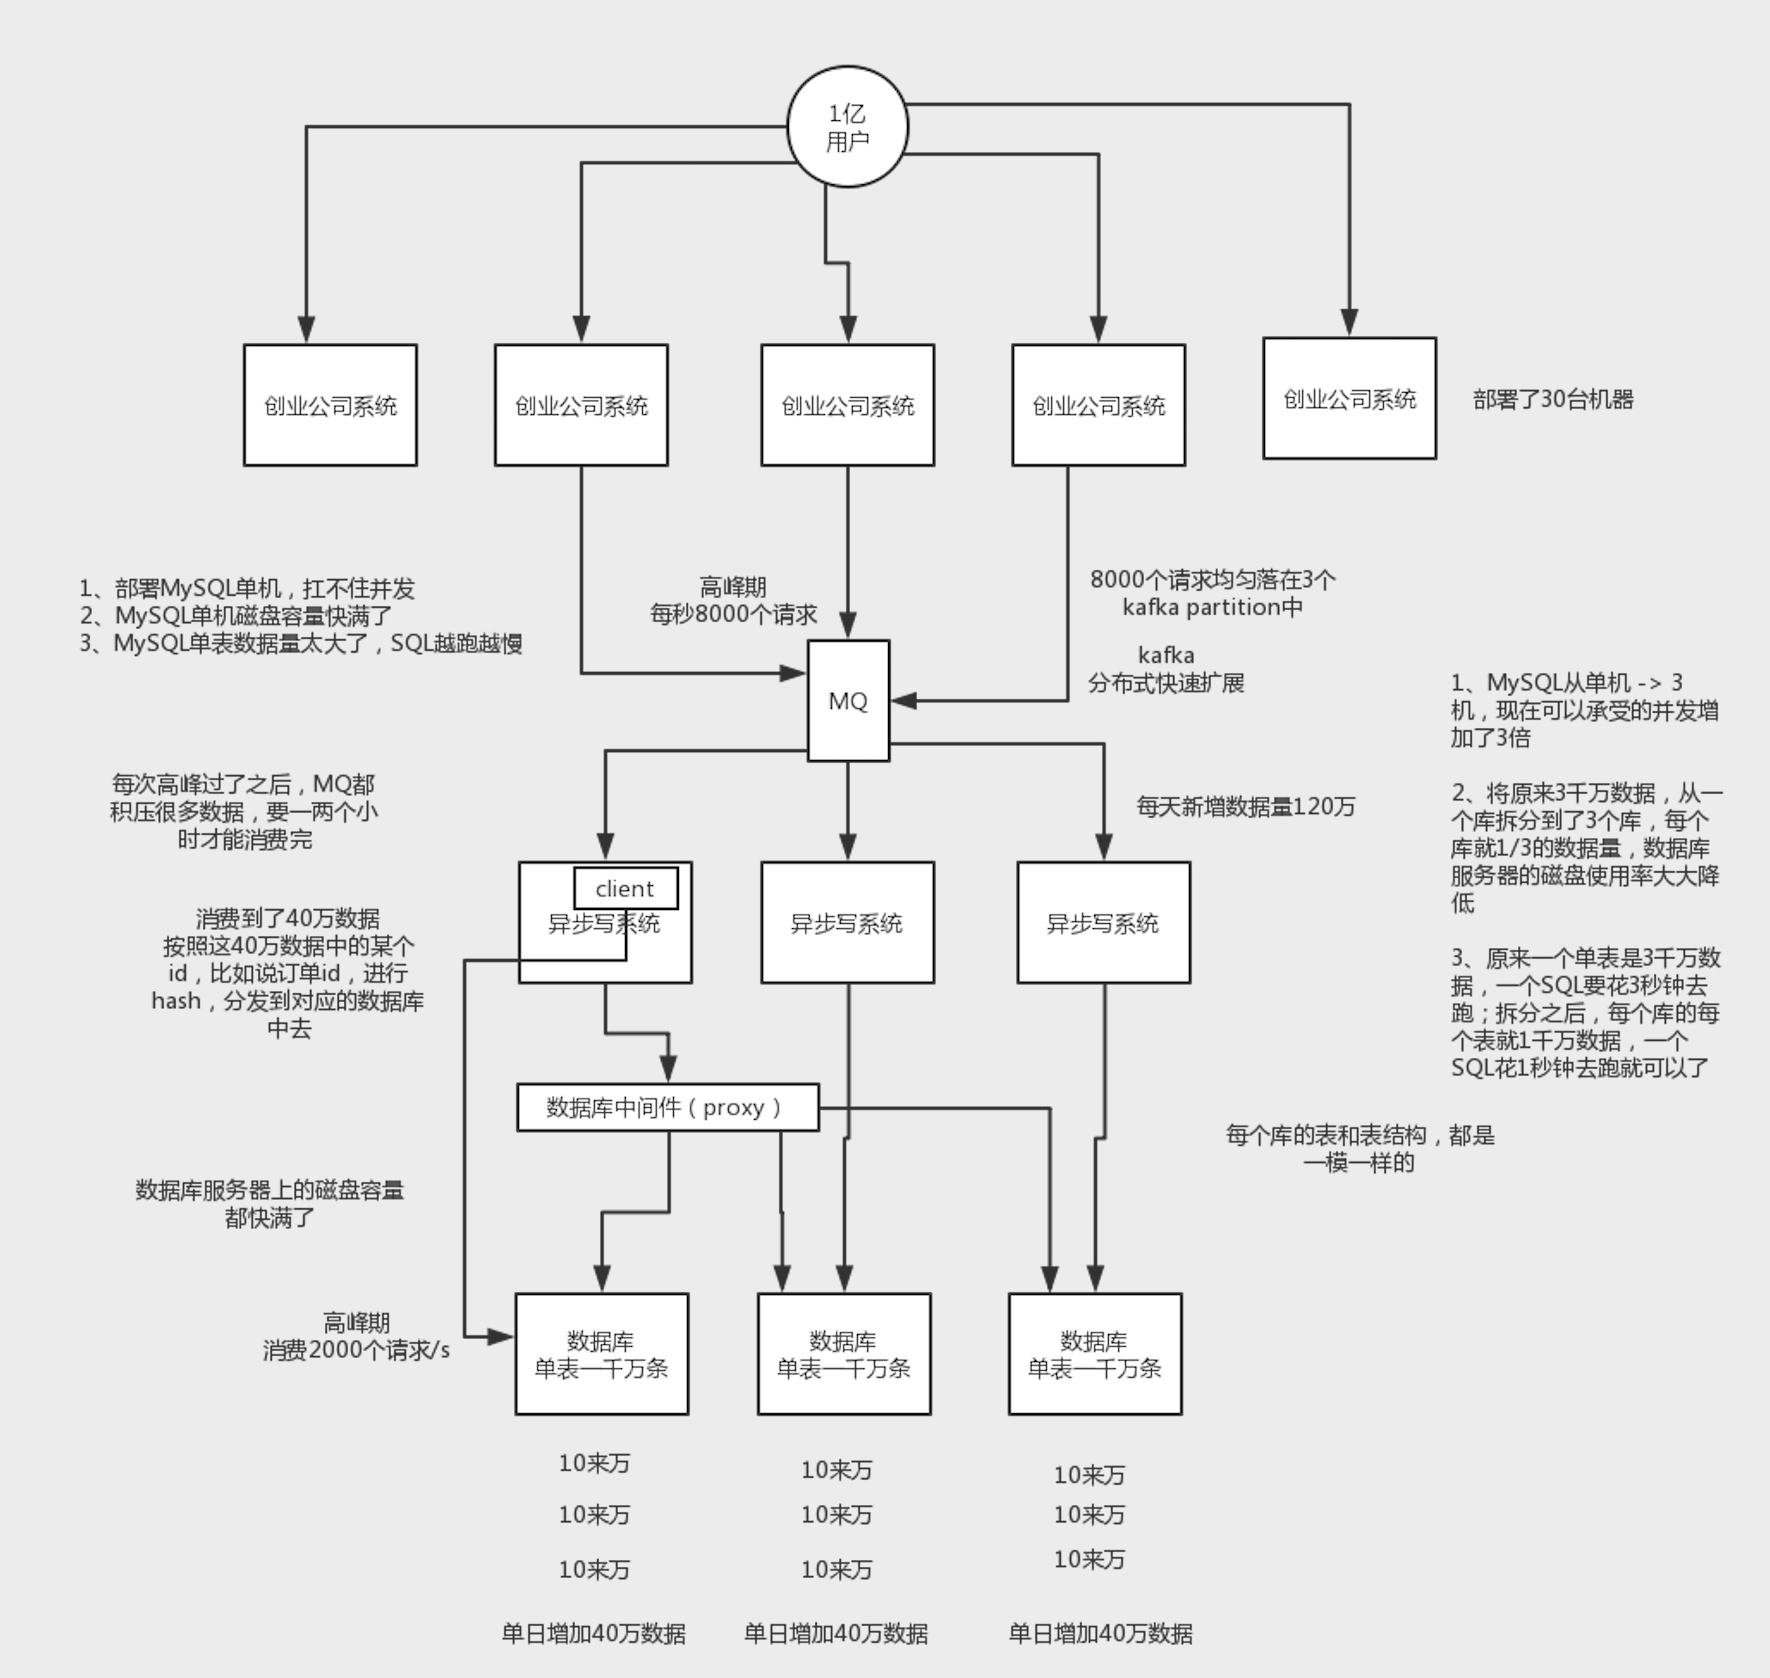 1亿
用户
创业公司系统
创业公司系统
创业公司系统
创业公司系统
创业公司系统
部署了30台机器
1、部署MySQL单机，扛不住并发
2、MySQL单机磁盘容量快满了
3、MySQL单表数据量太大了，SQL越跑越慢
高峰期
每秒8000个请求
8000个请求均匀落在3个
kafka partition中
kafka
分布式快速扩展
MQ
1、MySQL从单机 -> 3
机，现在可以承受的并发增
加了3倍
2、将原来3千万数据，从一
个库拆分到了3个库，每个
库就1/3的数据量，数据库
服务器的磁盘使用率大大降
低
3、原来一个单表是3千万数
据，一个SQL要花3秒钟去
跑；拆分之后，每个库的每
个表就1千万数据，一个
SQL花1秒钟去跑就可以了
每次高峰过了之后，MQ都
积压很多数据，要一两个小
时才能消费完
每天新增数据量120万
client
异步写系统
异步写系统
异步写系统
消费到了40万数据
按照这40万数据中的某个
id，比如说订单id，进行
hash，分发到对应的数据库
中去
数据库中间件（proxy）
每个库的表和表结构，都是
一模一样的
数据库服务器上的磁盘容量
都快满了
高峰期
消费2000个请求/s
数据库
单表一千万条
数据库
单表一千万条
数据库
单表一千万条
10来万
10来万
10来万
10来万
10来万
10来万
10来万
10来万
10来万
单日增加40万数据
单日增加40万数据
单日增加40万数据